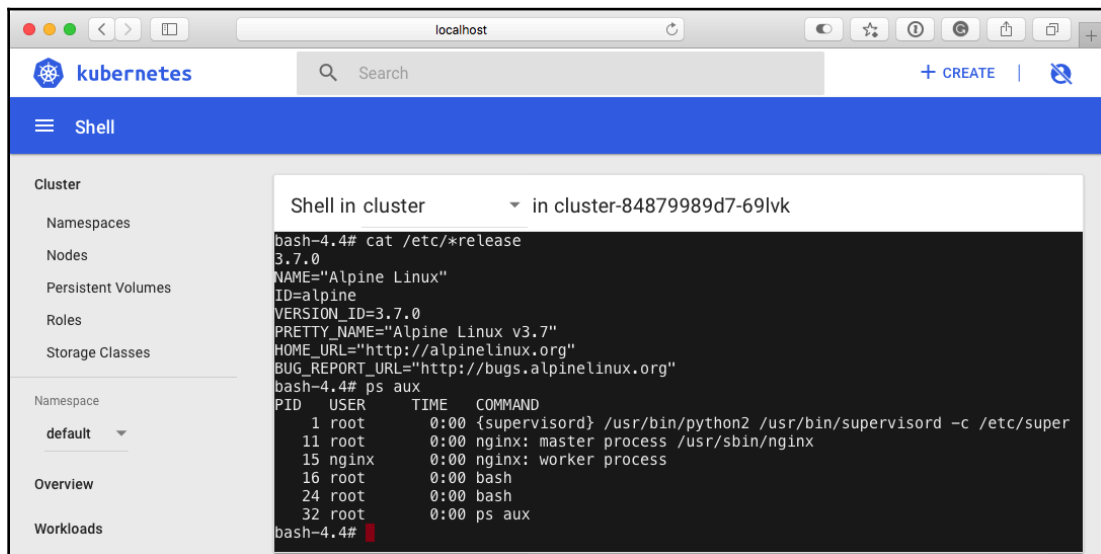 localhost
kubernetes
Search
+ CREATE
Shell
Cluster
Namespaces
Nodes
Persistent Volumes
Roles
Storage Classes
Namespace
default
Overview
Workloads
Shell in cluster in cluster-84879989d7-69lvk
bash-4.4# cat /etc/*release
3.7.0
NAME="Alpine Linux"
ID=alpine
VERSION_ID=3.7.0
PRETTY_NAME="Alpine Linux v3.7"
HOME_URL="http://alpinelinux.org"
BUG_REPORT_URL="http://bugs.alpinelinux.org"
bash-4.4# ps aux
PID   USER     TIME   COMMAND
    1 root       0:00 {supervisord} /usr/bin/python2 /usr/bin/supervisord -c /etc/super
   11 root       0:00 nginx: master process /usr/sbin/nginx
   15 nginx      0:00 nginx: worker process
   16 root       0:00 bash
   24 root       0:00 bash
   32 root       0:00 ps aux
bash-4.4#